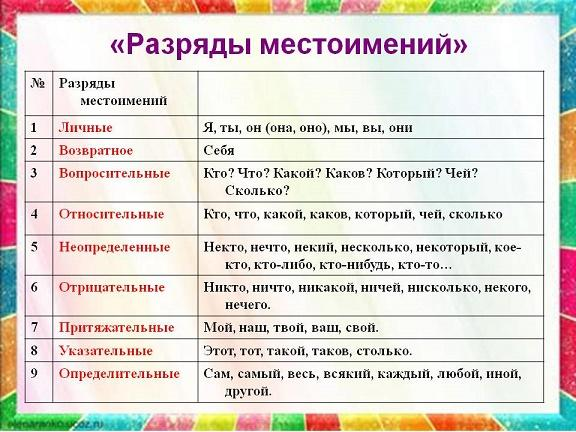 «Разряды местоимений»
№ Разряды
местоимений
1 Личные Я, ты, он (она, оно), мы, вы, они
2 Возвратное Себя
3 Вопросительные Кто? Что? Какой? Каков? Который? Чей?
Сколько?
4 Относительные Кто, что, какой, каков, который, чей, сколько
5 Неопределенные Некто, нечто, некий, несколько, некоторый, кое-
кто, кто-либо, кто-нибудь, кто-то…
6 Отрицательные Никто, ничто, никакой, ничей, нисколько, некого,
нечего.
7 Притяжательные Мой, наш, твой, ваш, свой.
8 Указательные Этот, тот, такой, таков, столько.
9 Определительные Сам, самый, весь, всякий, каждый, любой, иной,
другой.